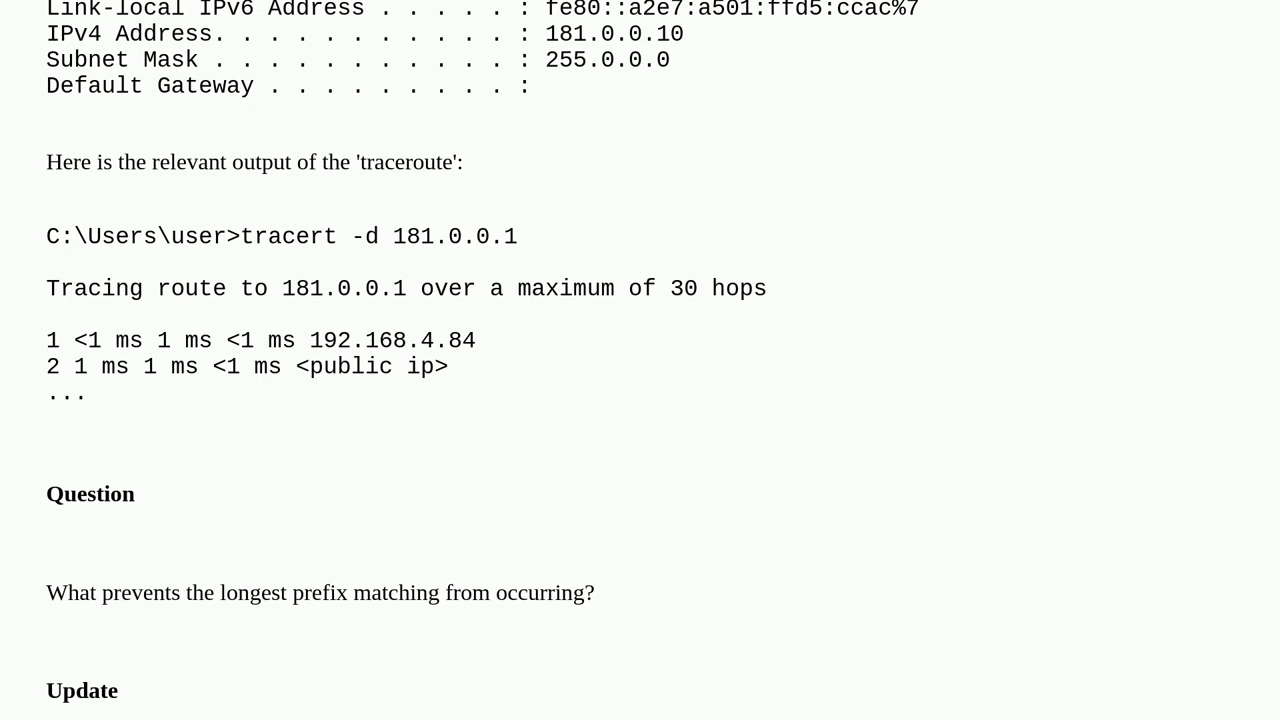 Link-local IPv6 Address . . . . . : fe80::a2e7:a501:ffd5:ccac%7
IPv4 Address. . . . . . . . . . . : 181.0.0.10
Subnet Mask . . . . . . . . . . . : 255.0.0.0
Default Gateway . . . . . . . . . :
Here is the relevant output of the 'traceroute':
C:\Users\user>tracert -d 181.0.0.1
Tracing route to 181.0.0.1 over a maximum of 30 hops
1 <1 ms 1 ms <1 ms 192.168.4.84
2 1 ms 1 ms <1 ms <public ip>
...
Question
What prevents the longest prefix matching from occurring?
Update